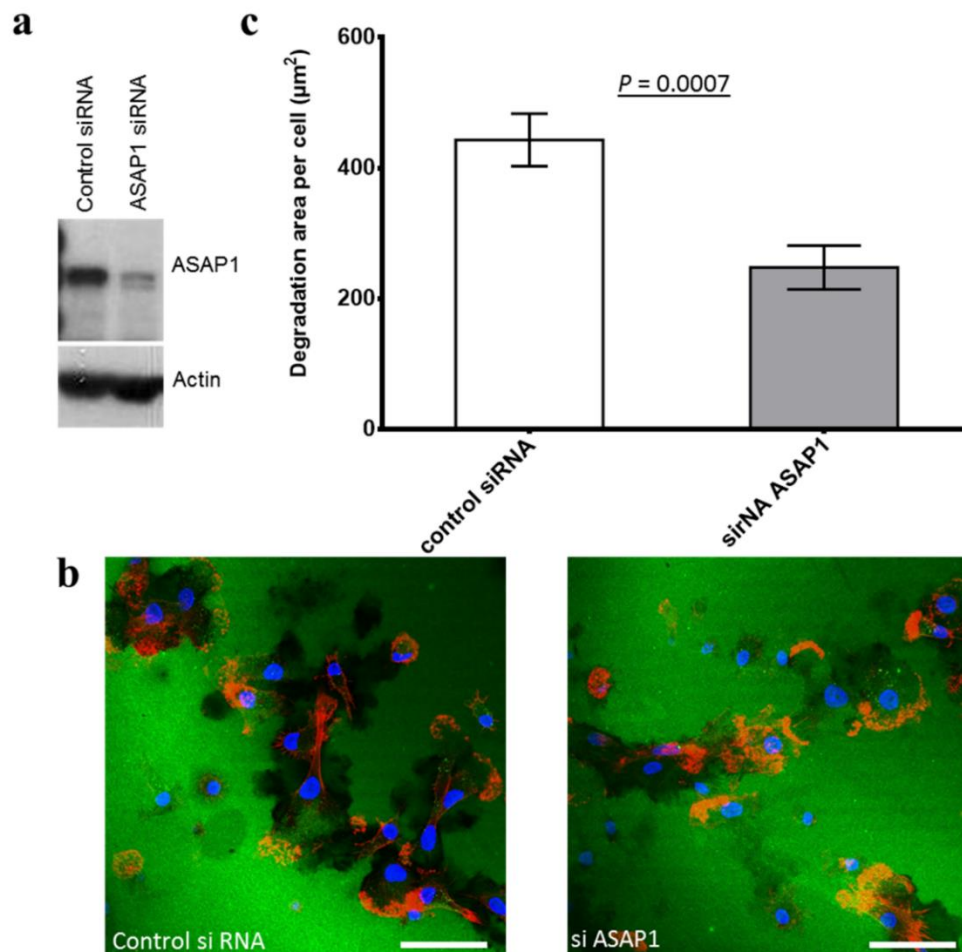 a
Control siRNA
ASAP1 siRNA
ASAP1
Actin
c
Degradation area per cell (µm²)
600
400
200
0
P = 0.0007
control siRNA
sirNA ASAP1
b
Control si RNA
si ASAP1